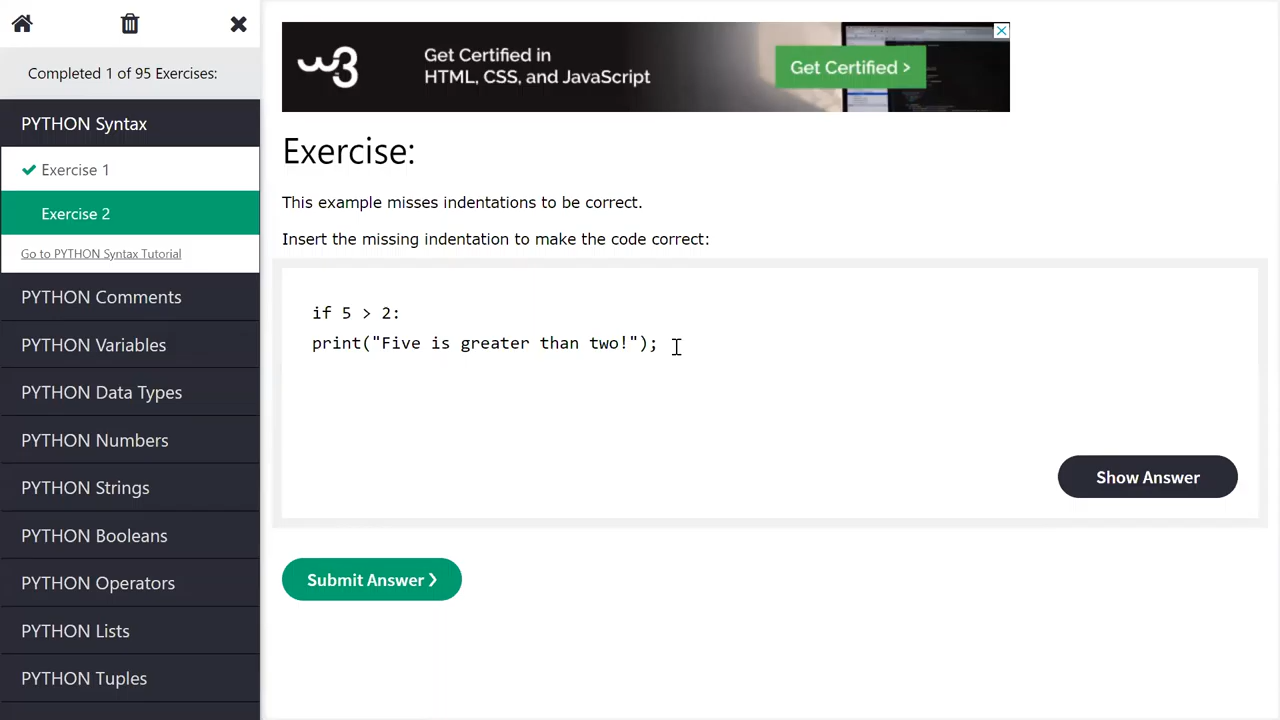 Completed 1 of 95 Exercises:
PYTHON Syntax
Exercise 1
Exercise 2
Go to PYTHON Syntax Tutorial
PYTHON Comments
PYTHON Variables
PYTHON Data Types
PYTHON Numbers
PYTHON Strings
PYTHON Booleans
PYTHON Operators
PYTHON Lists
PYTHON Tuples
w3
Get Certified in
HTML, CSS, and JavaScript
Get Certified >
Exercise:
This example misses indentations to be correct.
Insert the missing indentation to make the code correct:
if 5 > 2:
print("Five is greater than two!");
Show Answer
Submit Answer ❯